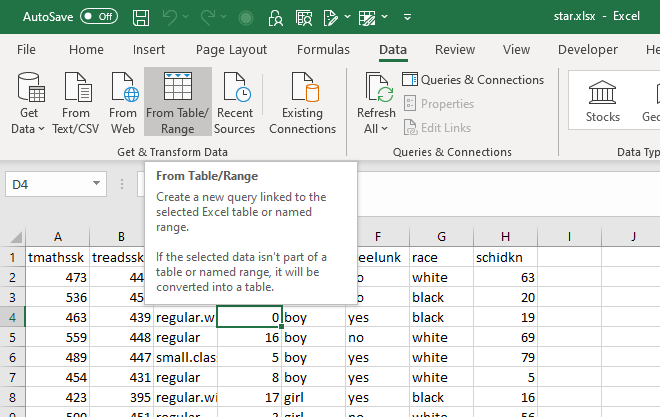 AutoSave Off star.xlsx - Excel
File Home Insert Page Layout Formulas Data Review View Developer
Get Data From Text/CSV From Web From Table/ Range Recent Sources Existing Connections Refresh All Queries & Connections Properties Edit Links Stocks
Get & Transform Data Queries & Connections Data Typ
D4
From Table/Range
Create a new query linked to the
selected Excel table or named
range.
If the selected data isn't part of a
table or named range, it will be
converted into a table.
A B F G H I J
1 tmathssk treadssk eelunk race schidkn
2 473 44 o white 63
3 536 45 black 20
4 463 439 regular.w 0 boy yes black 19
5 559 448 regular 16 boy no white 69
6 489 447 small.class 5 boy yes white 79
7 454 431 regular 8 boy yes white 5
8 423 395 regular.wi 17 girl yes black 16